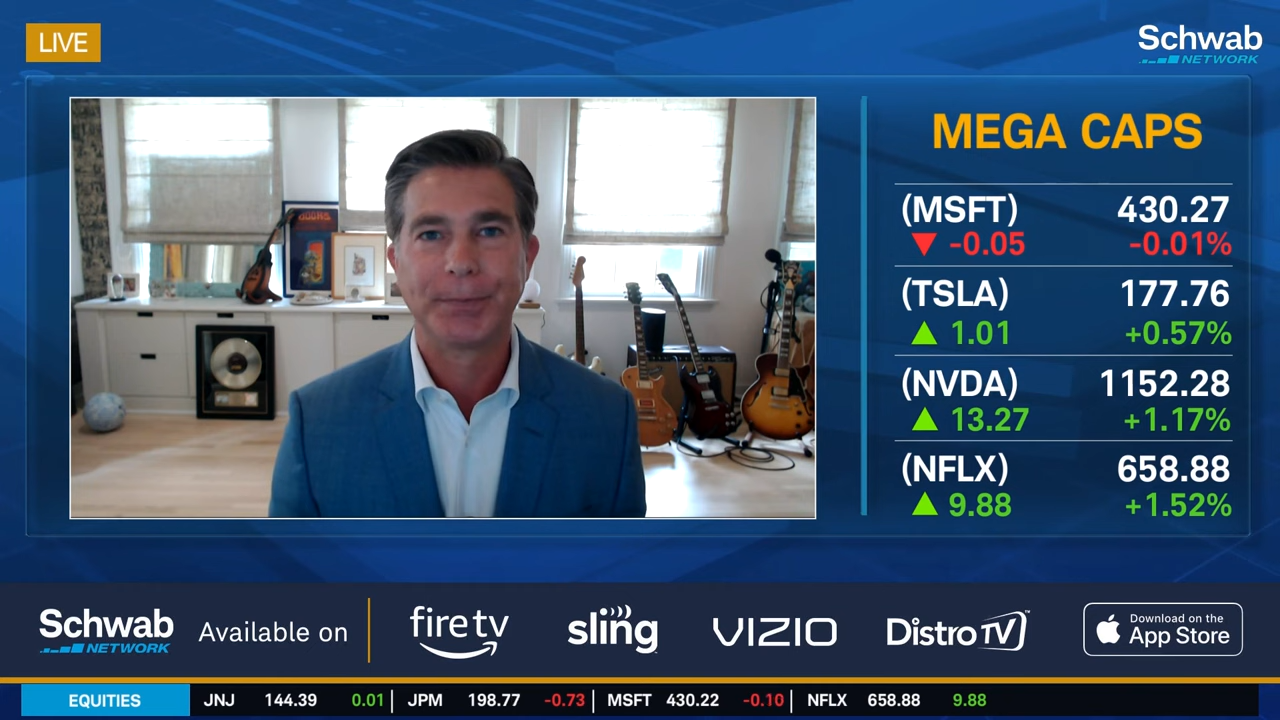 LIVE
Schwab
NETWORK
MEGA CAPS
(MSFT) 430.27
▼ -0.05 -0.01%
(TSLA) 177.76
▲ 1.01 +0.57%
(NVDA) 1152.28
▲ 13.27 +1.17%
(NFLX) 658.88
▲ 9.88 +1.52%
DOORS
Schwab
NETWORK
Available on
fire tv
sling
VIZIO
DistroTV™
Download on the
App Store
EQUITIES JNJ 144.39 0.01 | JPM 198.77 -0.73 | MSFT 430.22 -0.10 | NFLX 658.88 9.88